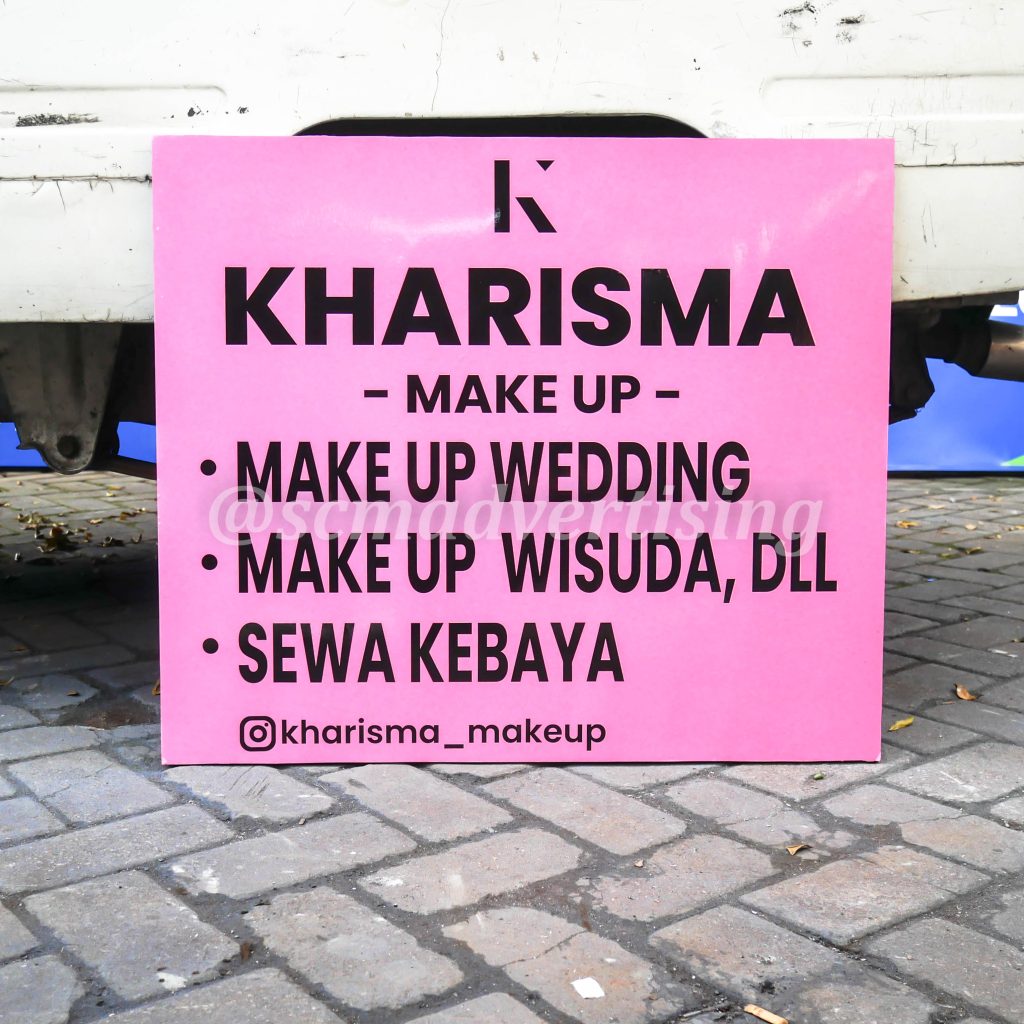 K
KHARISMA
- MAKE UP -
• MAKE UP WEDDING
@scmadvertising
• MAKE UP WISUDA, DLL
• SEWA KEBAYA
kharisma_makeup